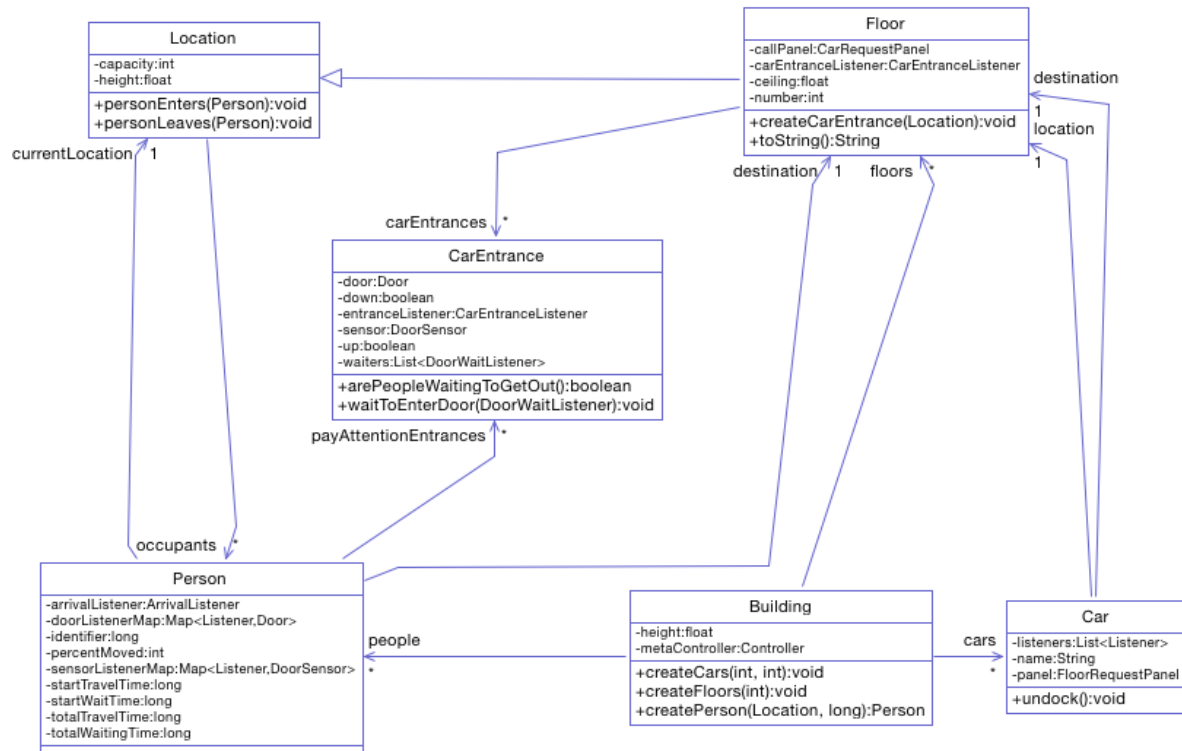 Location
-capacity:int
-height:float
+personEnters(Person):void
+personLeaves(Person):void
currentLocation
1
Floor
-callPanel:CarRequestPanel
-carEntranceListener:CarEntranceListener
-ceiling:float
-number:int
+createCarEntrance(Location):void
+toString():String
destination
1
location
1
destination
1
floors
*
carEntrances
*
CarEntrance
-door:Door
-down:boolean
-entranceListener:CarEntranceListener
-sensor:DoorSensor
-up:boolean
-waiters:List<DoorWaitListener>
+arePeopleWaitingToGetOut():boolean
+waitToEnterDoor(DoorWaitListener):void
payAttentionEntrances
*
occupants
*
Person
-arrivalListener:ArrivalListener
-doorListenerMap:Map<Listener,Door>
-identifier:long
-percentMoved:int
-sensorListenerMap:Map<Listener,DoorSensor>
-startTravelTime:long
-startWaitTime:long
-totalTravelTime:long
-totalWaitingTime:long
people
*
Building
-height:float
-metaController:Controller
+createCars(int, int):void
+createFloors(int):void
+createPerson(Location, long):Person
cars
*
Car
-listeners:List<Listener>
-name:String
-panel:FloorRequestPanel
+undock():void